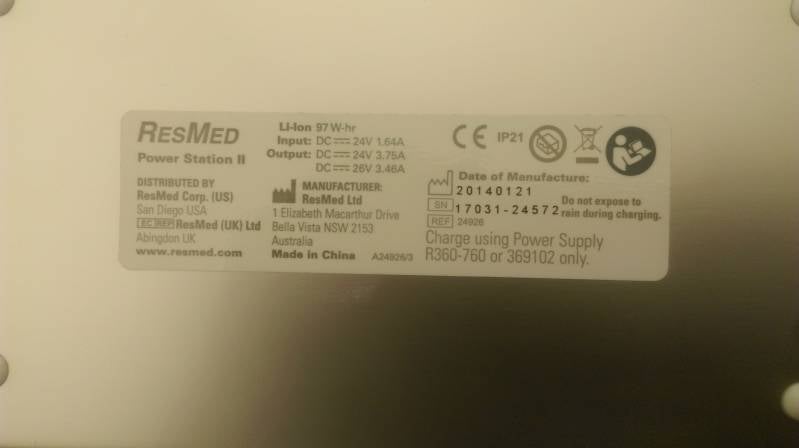 RESMED
Power Station II
Li-Ion 97 W-hr
Input: DC 24V 1.64A
Output: DC 24V 3.75A
DC 26V 3.46A
DISTRIBUTED BY
ResMed Corp. (US)
San Diego USA
EC REP ResMed (UK) Ltd
Abingdon UK
www.resmed.com
MANUFACTURER:
ResMed Ltd
1 Elizabeth Macarthur Drive
Bella Vista NSW 2153
Australia
Made in China A24926/3
CE IP21
Date of Manufacture:
20140121
SN 17031-24572
REF 24926
Do not expose to
rain during charging.
Charge using Power Supply
R360-760 or 369102 only.